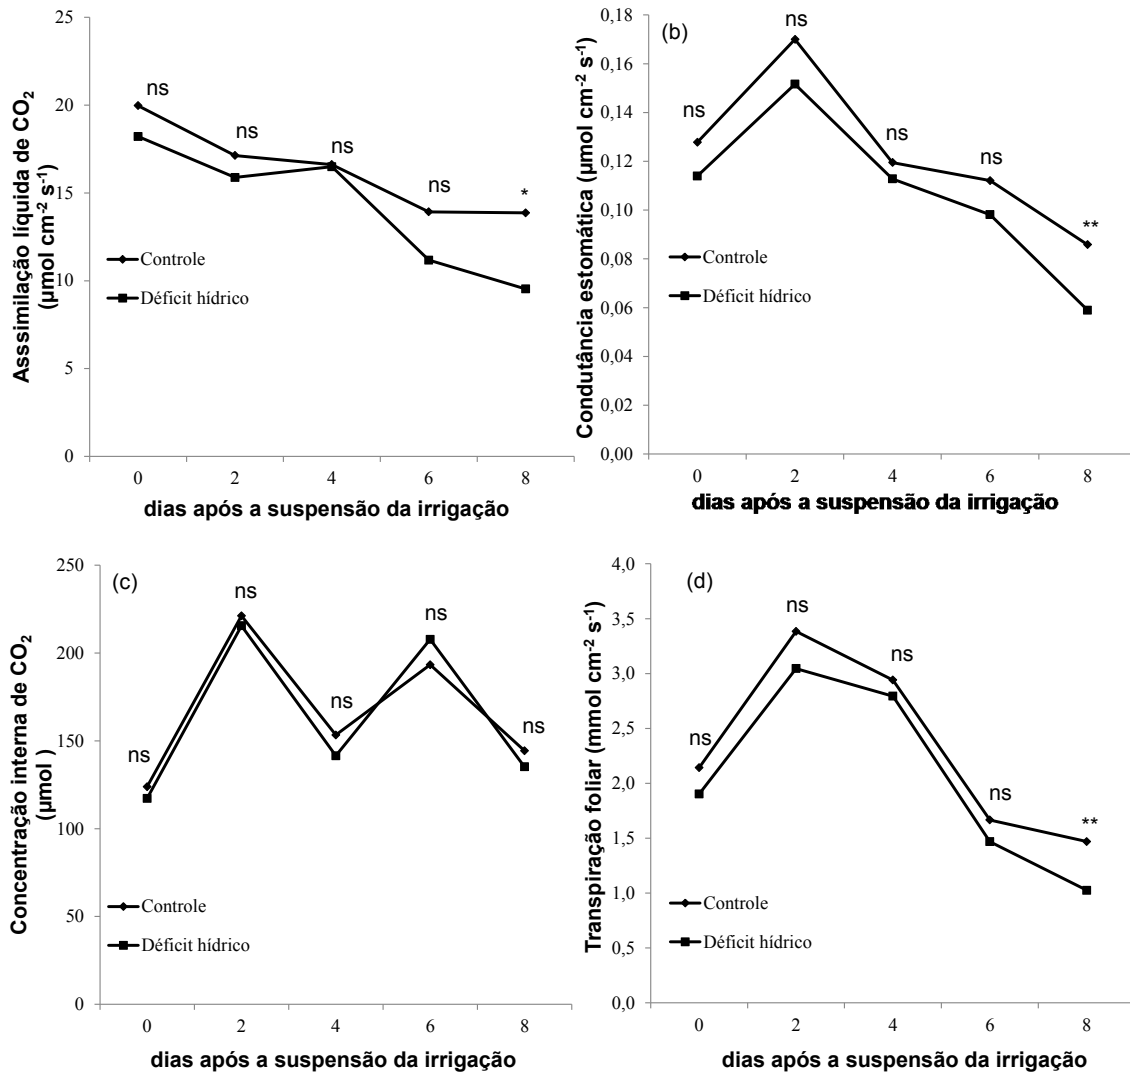 25
20
15
10
5
0
Asssimilação líquida de CO₂
(µmol cm⁻² s⁻¹)
ns
ns
ns
ns
*
Controle
Déficit hídrico
0 2 4 6 8
dias após a suspensão da irrigação
(b)
0,18
0,16
0,14
0,12
0,10
0,08
0,06
0,04
0,02
0,00
Condutância estomática (µmol cm⁻² s⁻¹)
ns
ns
ns
ns
**
Controle
Déficit hídrico
0 2 4 6 8
dias após a suspensão da irrigação
(c)
250
200
150
100
50
0
Concentração interna de CO₂
(µmol )
ns
ns
ns
ns
ns
Controle
Déficit hídrico
0 2 4 6 8
dias após a suspensão da irrigação
(d)
4,0
3,5
3,0
2,5
2,0
1,5
1,0
0,5
0,0
Transpiração foliar (mmol cm⁻² s⁻¹)
ns
ns
ns
ns
**
Controle
Déficit hídrico
0 2 4 6 8
dias após a suspensão da irrigação